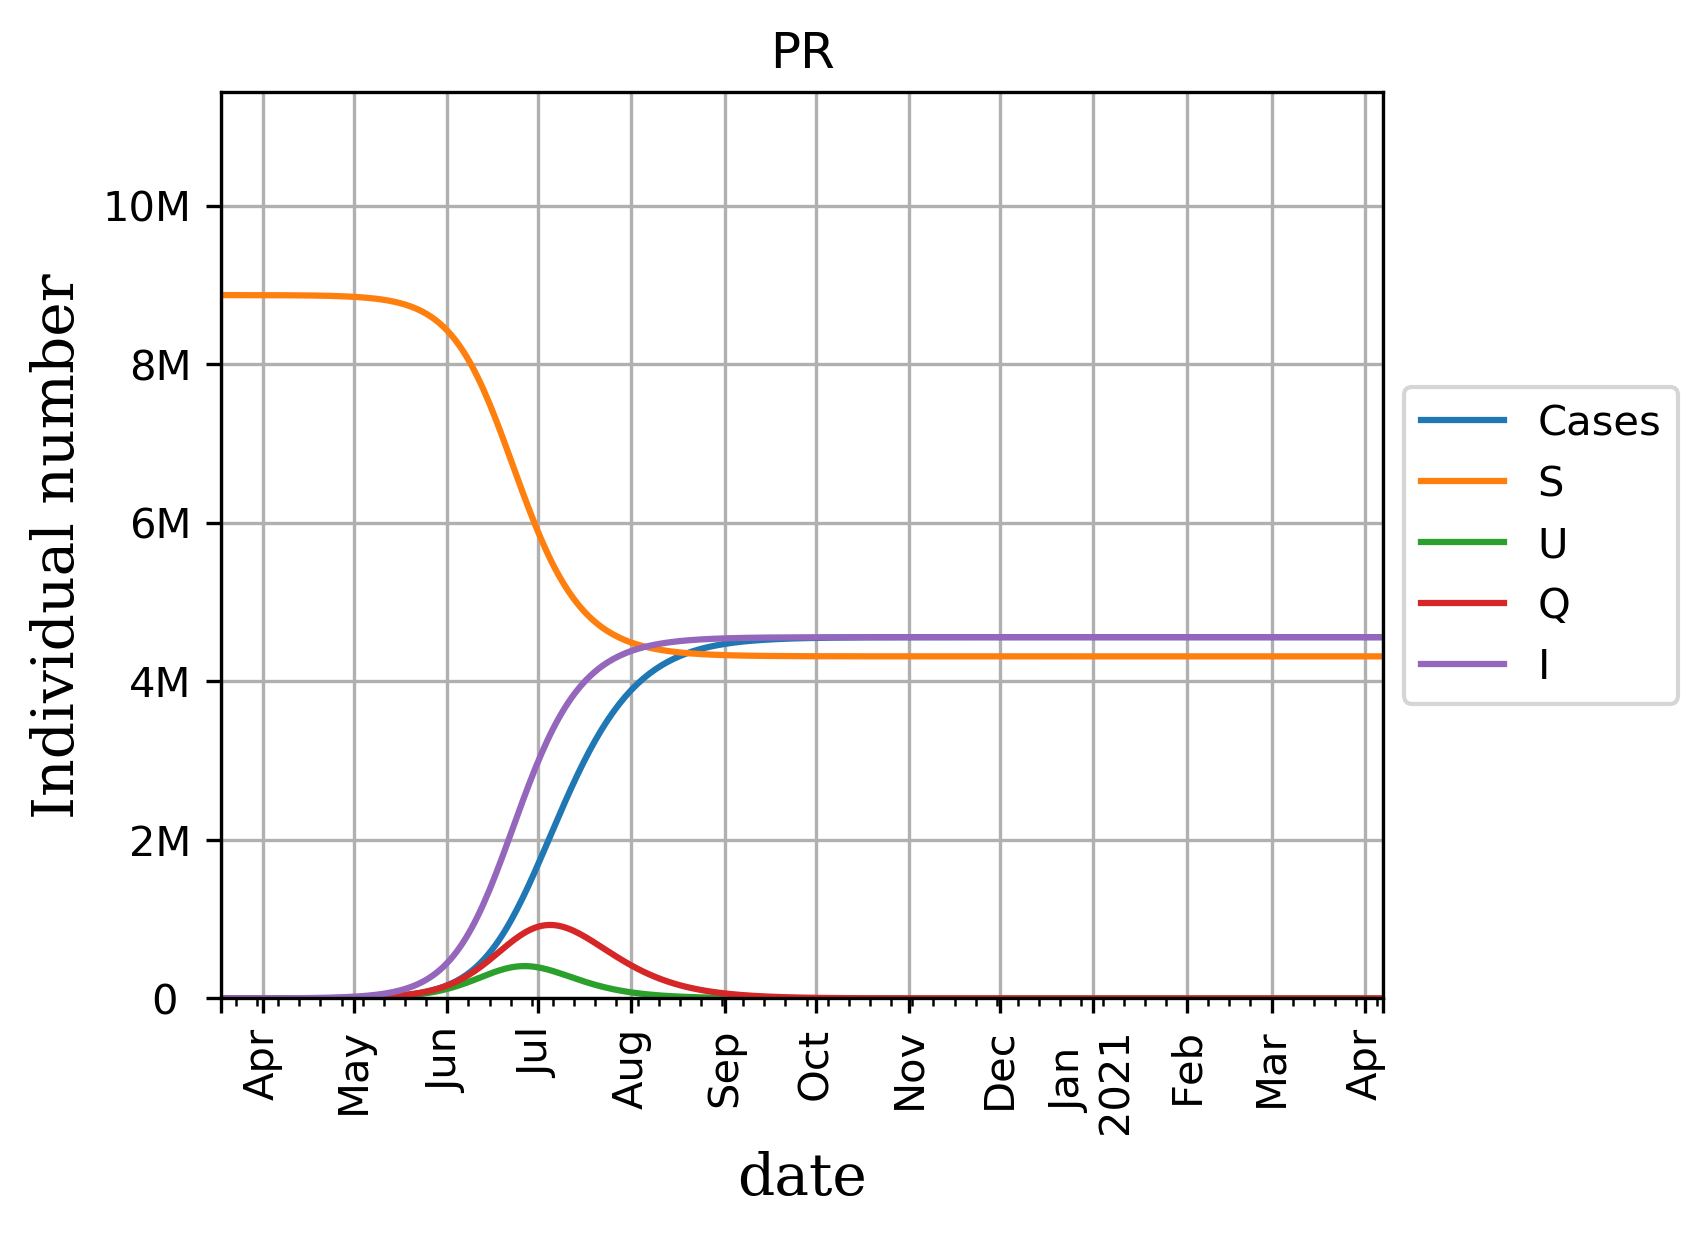 PR
Individual number
10M
8M
6M
4M
2M
0
Apr
May
Jun
Jul
Aug
Sep
Oct
Nov
Dec
Jan
2021
Feb
Mar
Apr
date
Cases
S
U
Q
I